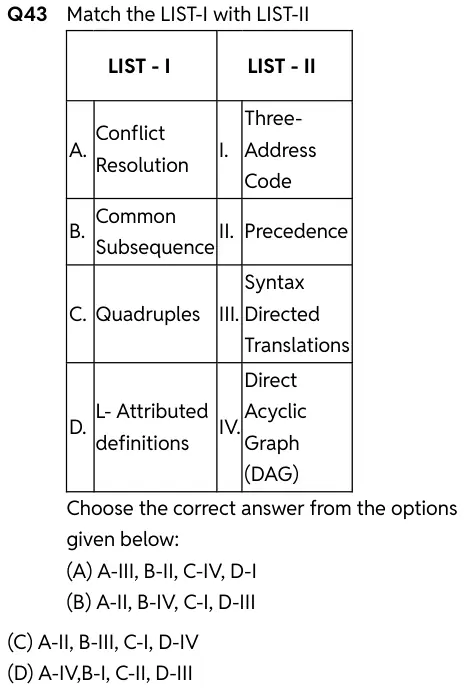 Q43 Match the LIST-I with LIST-II
LIST - I LIST - II
A. Conflict Resolution I. Three-Address Code
B. Common Subsequence II. Precedence
C. Quadruples III. Syntax Directed Translations
D. L- Attributed definitions IV. Direct Acyclic Graph (DAG)
Choose the correct answer from the options
given below:
(A) A-III, B-II, C-IV, D-I
(B) A-II, B-IV, C-I, D-III
(C) A-II, B-III, C-I, D-IV
(D) A-IV,B-I, C-II, D-III